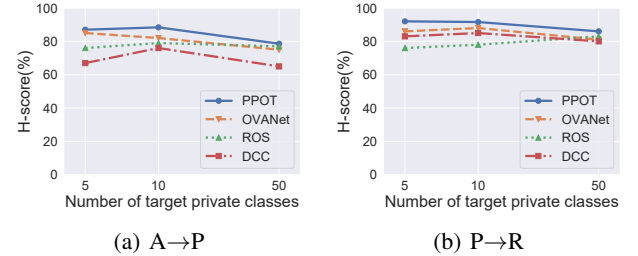 H-score(%)
100
80
60
40
20
0
PPOT
OVANet
ROS
DCC
5 10 50
Number of target private classes
(a) A→P
H-score(%)
100
80
60
40
20
0
PPOT
OVANet
ROS
DCC
5 10 50
Number of target private classes
(b) P→R